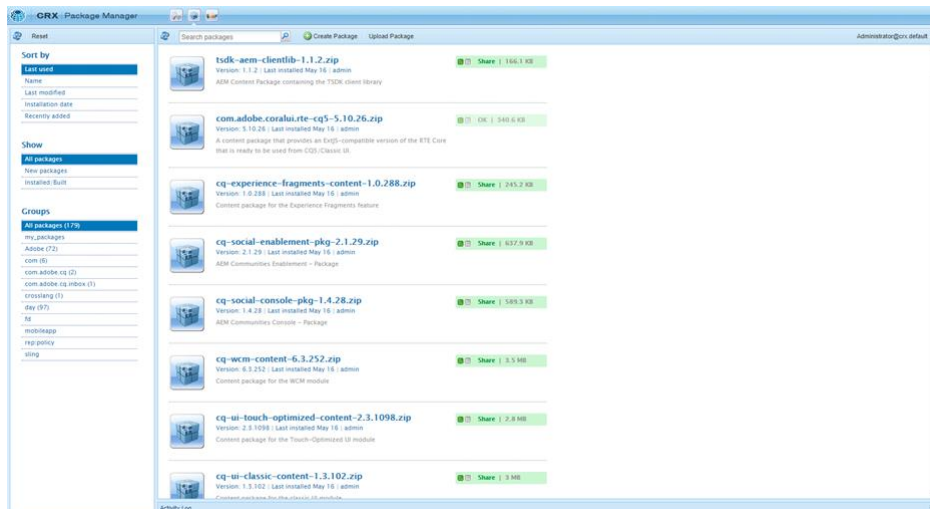 CRX Package Manager
Reset
Search packages
Create Package
Upload Package
Administrator@crx.default
Sort by
Last used
Name
Last modified
Installation date
Recently added
Show
All packages
New packages
Installed/Built
Groups
All packages (179)
my_packages
Adobe (72)
com (6)
com.adobe.cq (2)
com.adobe.cq.inbox (1)
crosslang (1)
day (97)
fd
mobileapp
rep:policy
sling
tsdk-aem-clientlib-1.1.2.zip
Share | 166.1 KB
Version: 1.1.2 | Last installed May 16 | admin
AEM Content Package containing the TSDK client library
com.adobe.coralui.rte-cq5-5.10.26.zip
OK | 340.6 KB
Version: 5.10.26 | Last installed May 16 | admin
A content package that provides an ExtJS-compatible version of the RTE Core
that is ready to be used from CQ5/Classic UI.
cq-experience-fragments-content-1.0.288.zip
Share | 245.2 KB
Version: 1.0.288 | Last installed May 16 | admin
Content package for the Experience Fragments feature
cq-social-enablement-pkg-2.1.29.zip
Share | 637.9 KB
Version: 2.1.29 | Last installed May 16 | admin
AEM Communities Enablement - Package
cq-social-console-pkg-1.4.28.zip
Share | 589.3 KB
Version: 1.4.28 | Last installed May 16 | admin
AEM Communities Console - Package
cq-wcm-content-6.3.252.zip
Share | 3.5 MB
Version: 6.3.252 | Last installed May 16 | admin
Content package for the WCM module
cq-ui-touch-optimized-content-2.3.1098.zip
Share | 2.8 MB
Version: 2.3.1098 | Last installed May 16 | admin
Content package for the Touch-Optimized UI module
cq-ui-classic-content-1.3.102.zip
Share | 3 MB
Version: 1.3.102 | Last installed May 16 | admin
Content package for the classic UI module
Activity Log